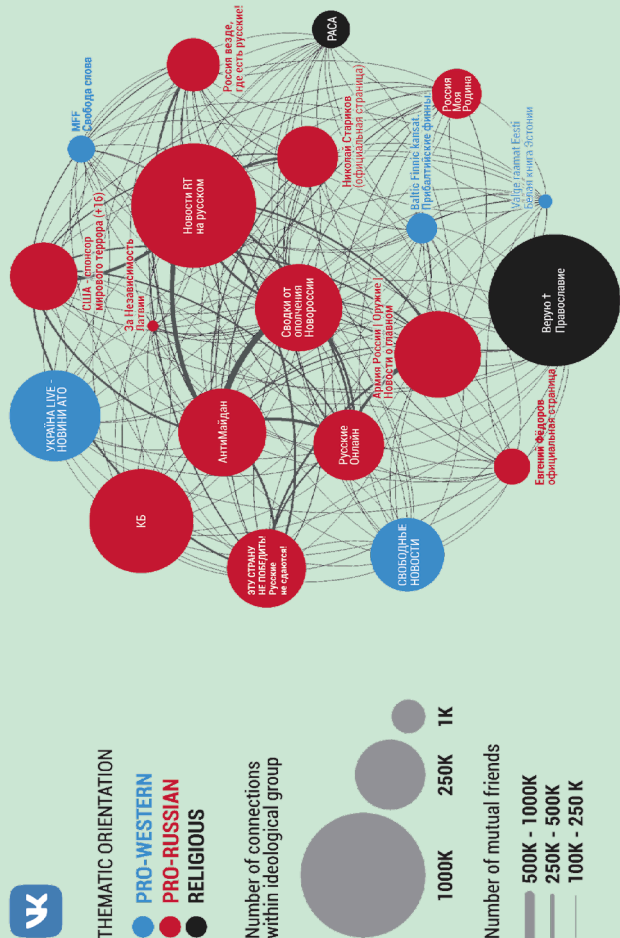 THEMATIC ORIENTATION
PRO-WESTERN
PRO-RUSSIAN
RELIGIOUS
Number of connections
within ideological group
1000K
250K
1K
Number of mutual friends
500K - 1000K
250K - 500K
100K - 250 K
УКРАЇНА LIVE -
НОВИНИ АТО
США - спонсор
мирового террора (+16)
MFF
Свобода слова
Россия везде,
где есть русские!
РАСА
КБ
За Независимость
Латвии
Новости RT
на русском
АнтиМайдан
Сводки от
ополчения
Новороссии
Николай Стариков
(официальная страница)
ЭТУ СТРАНУ
НЕ ПОБЕДИТЬ!
Русские
не сдаются!
Русские
Онлайн
Армия России | Оружие |
Новости о главном
Baltic Finnic kansat.
Прибалтийские финны.
Россия
Моя
Родина
СВОБОДНЫЕ
НОВОСТИ
Евгений Фёдоров
официальная страница
Верую †
Православие
Valge raamat Eesti
Белая книга Эстонии